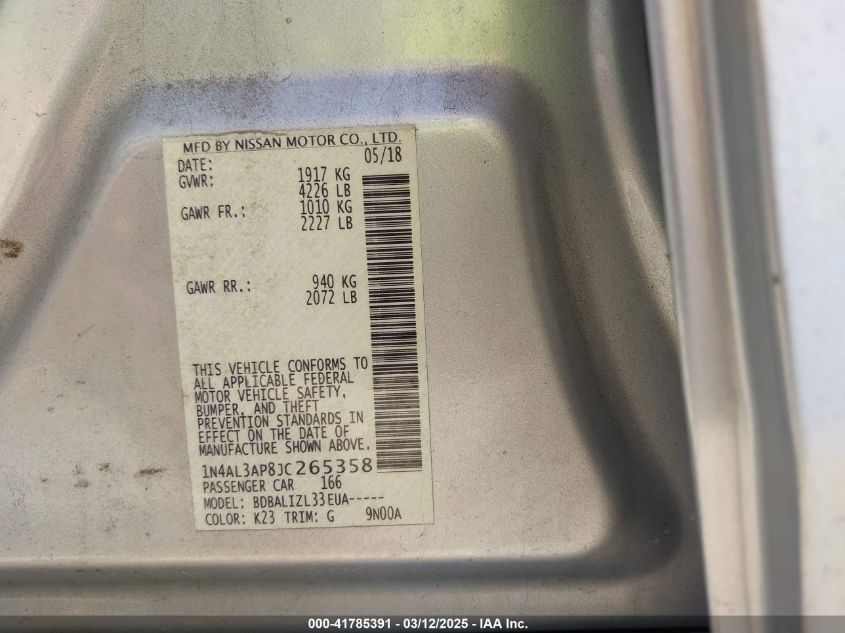 MFD BY NISSAN MOTOR CO., LTD.
DATE: 05/18
GVWR: 1917 KG
4226 LB
GAWR FR.: 1010 KG
2227 LB
GAWR RR.: 940 KG
2072 LB
THIS VEHICLE CONFORMS TO
ALL APPLICABLE FEDERAL
MOTOR VEHICLE SAFETY,
BUMPER, AND THEFT
PREVENTION STANDARDS IN
EFFECT ON THE DATE OF
MANUFACTURE SHOWN ABOVE.
1N4AL3AP8JC265358
PASSENGER CAR 166
MODEL: BDBALIZL33EUA-----
COLOR: K23 TRIM: G 9N00A
000-41785391 - 03/12/2025 - IAA Inc.